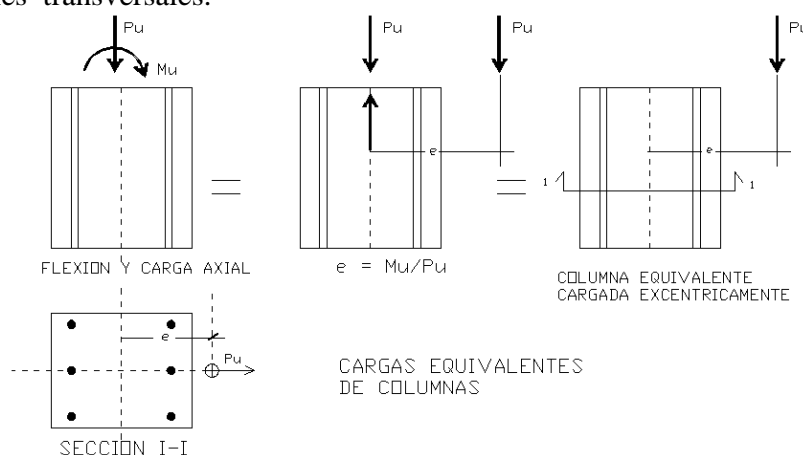 transversales.
Pu
Mu
Pu
Pu
Pu
e
e
1
1
FLEXION Y CARGA AXIAL
e = Mu/Pu
COLUMNA EQUIVALENTE
CARGADA EXCENTRICAMENTE
e
Pu
CARGAS EQUIVALENTES
DE COLUMNAS
SECCION I-I